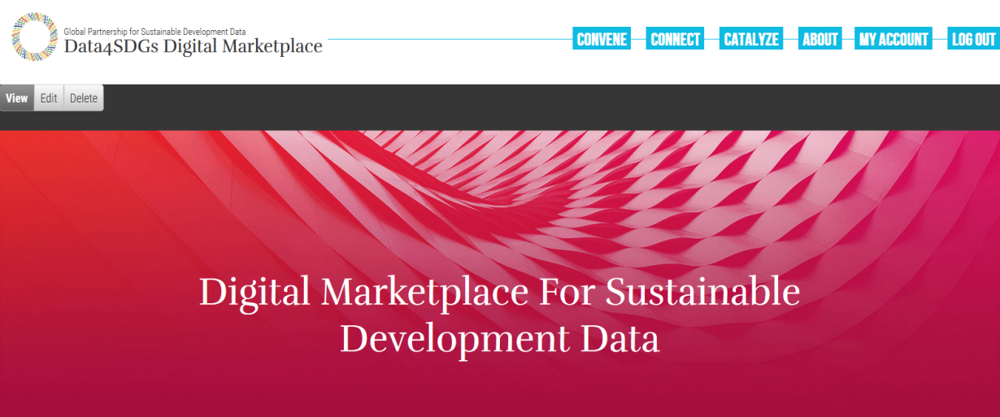 Global Partnership for Sustainable Development Data
Data4SDGs Digital Marketplace
CONVENE CONNECT CATALYZE ABOUT MY ACCOUNT LOG OUT
View Edit Delete
Digital Marketplace For Sustainable
Development Data